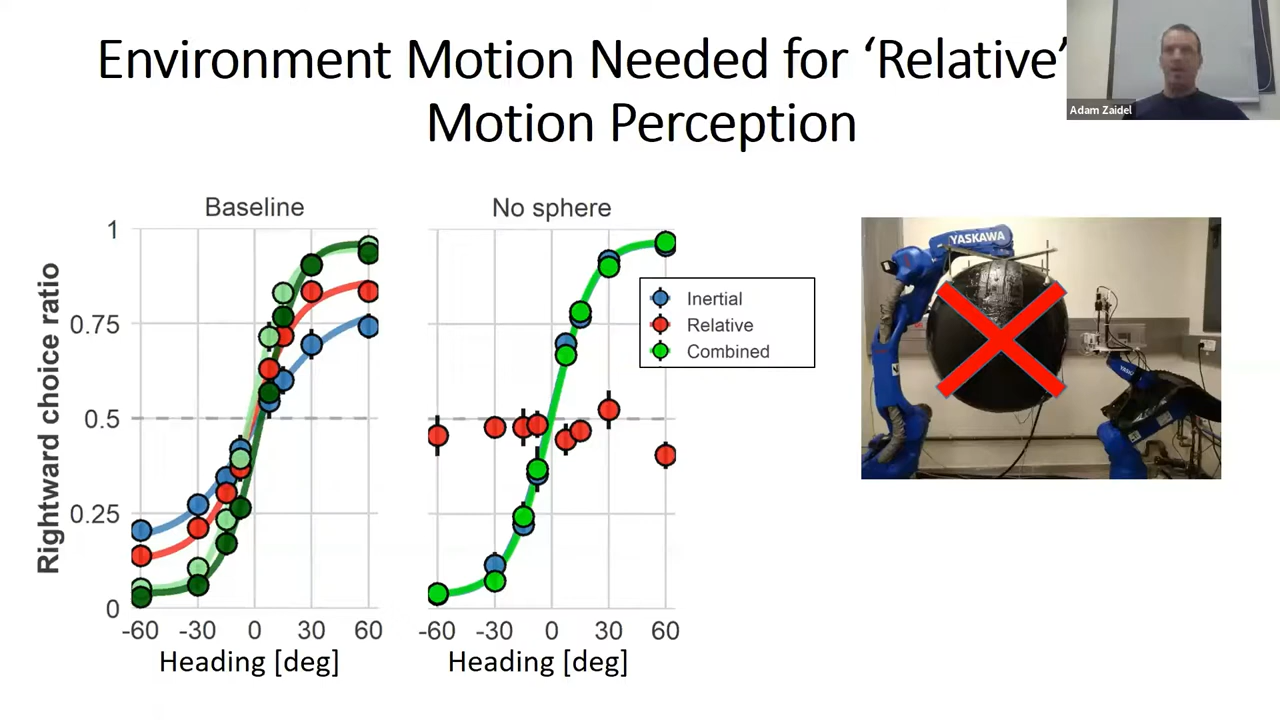 Environment Motion Needed for ‘Relative’
Motion Perception
Adam Zaidel
Baseline
No sphere
Rightward choice ratio
1
0.75
0.5
0.25
0
-60 -30 0 30 60
Heading [deg]
-60 -30 0 30 60
Heading [deg]
Inertial
Relative
Combined
YASKAWA